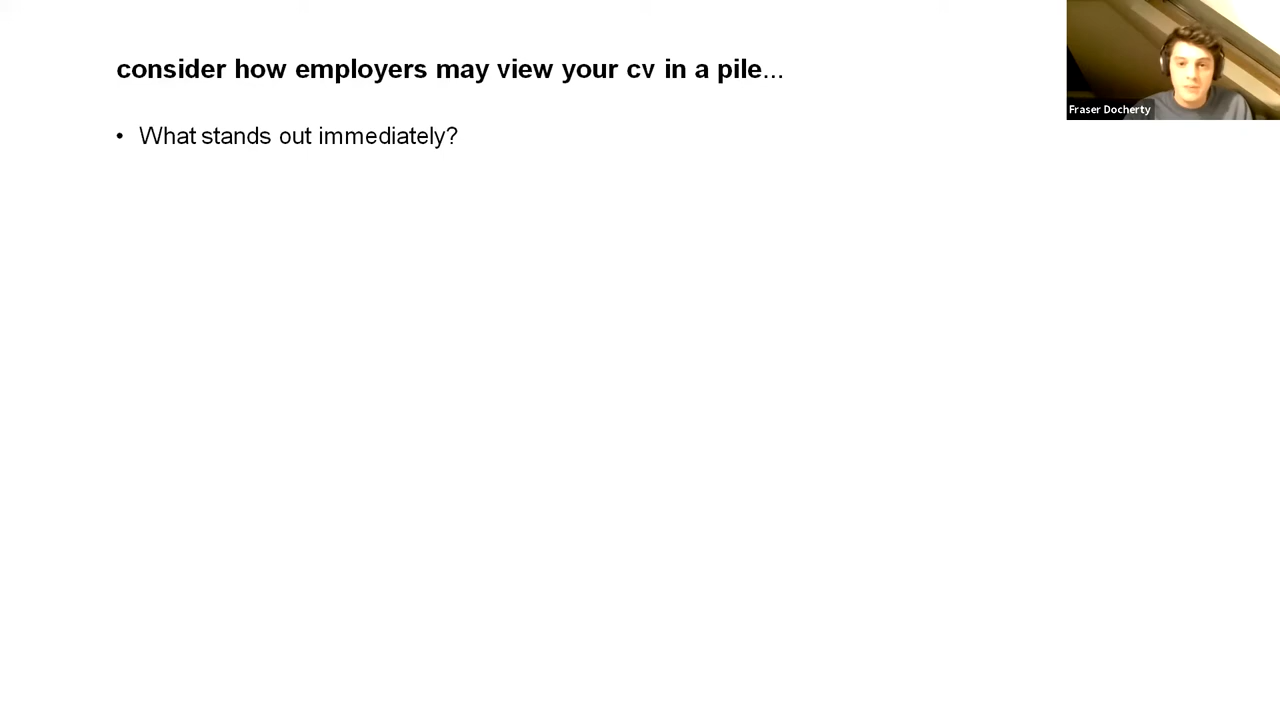 consider how employers may view your cv in a pile...
Fraser Docherty
• What stands out immediately?